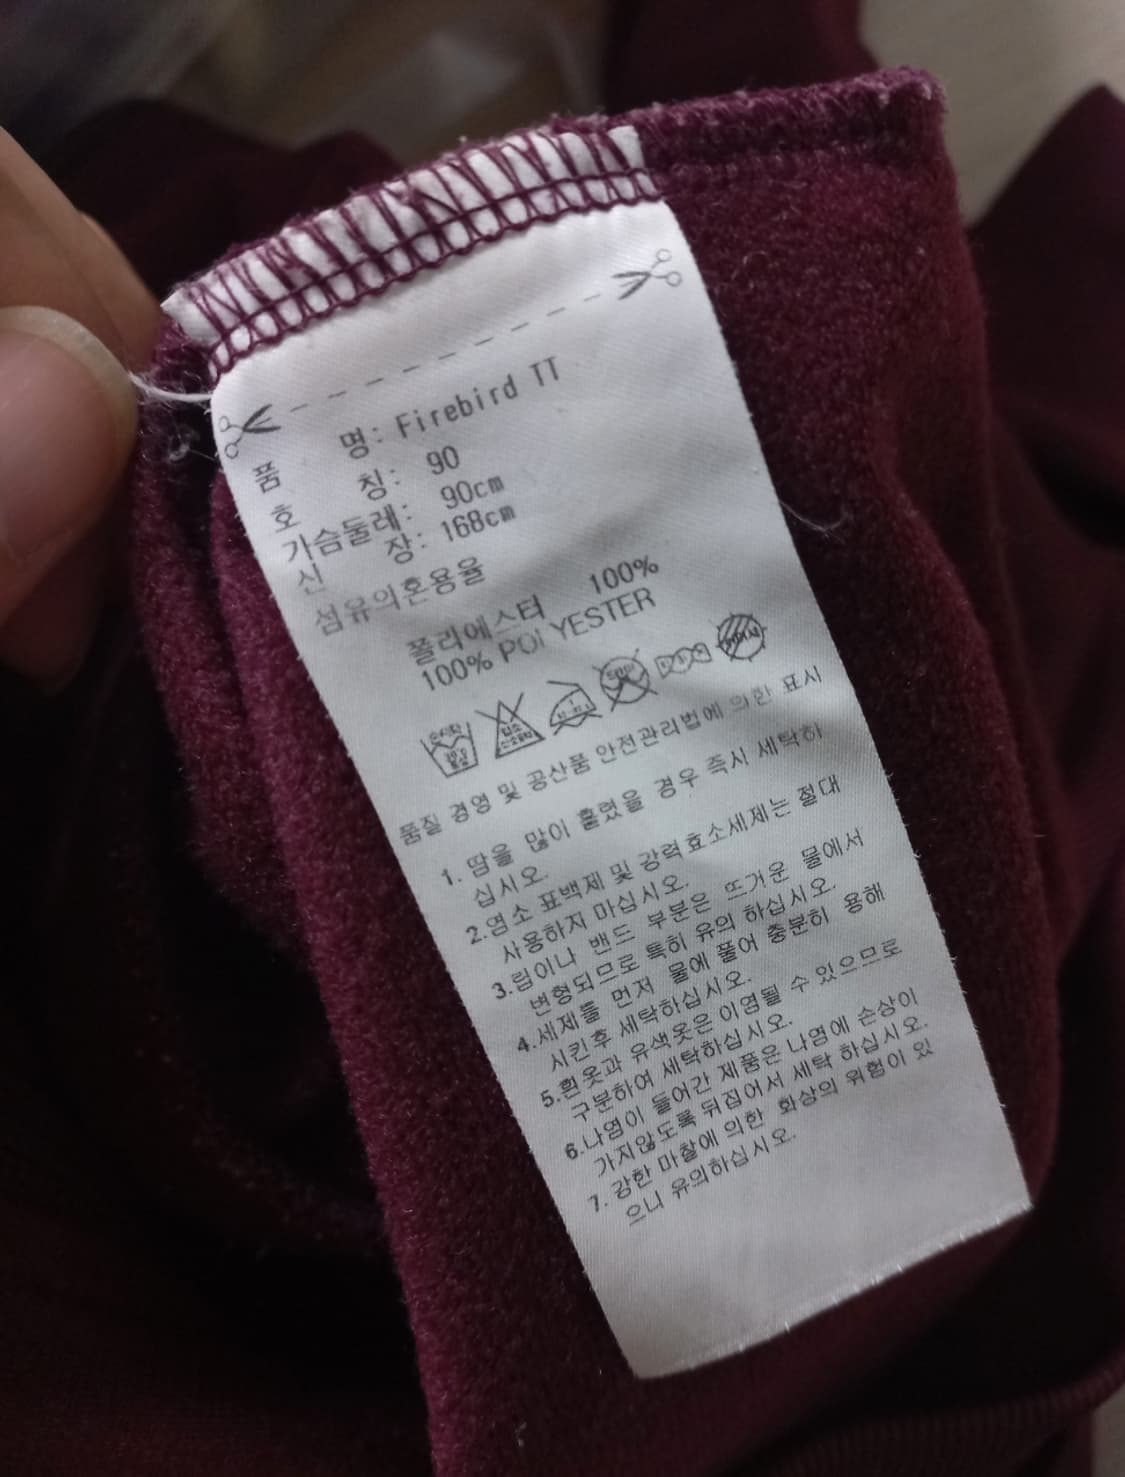 품 명: Firebird TT
호 칭: 90
가슴둘레: 90cm
신 장: 168cm
섬유의혼용율
폴리에스터 100%
100% POLYESTER
품질 경영 및 공산품 안전관리법에 의한 표시
1. 땀을 많이 흘렸을 경우 즉시 세탁하
십시오.
2.염소 표백제 및 강력효소세제는 절대
사용하지 마십시오.
3.립이나 밴드 부분은 뜨거운 물에서
변형되므로 특히 유의 하십시오.
4.세제를 먼저 물에 풀어 충분히 용해
시킨후 세탁하십시오.
5.흰옷과 유색옷은 이염될 수 있으므로
구분하여 세탁하십시오.
6.나염이 들어간 제품은 나염에 손상이
가지않도록 뒤집어서 세탁 하십시오.
7. 강한 마찰에 의한 화상의 위험이 있
으니 유의하십시오.